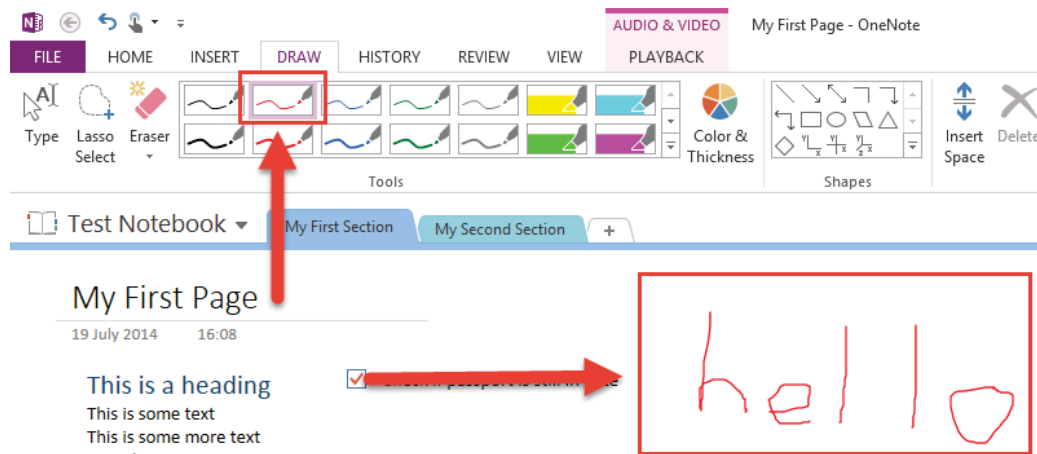 My First Page - OneNote
AUDIO & VIDEO
FILE HOME INSERT DRAW HISTORY REVIEW VIEW PLAYBACK
Type
Lasso Select
Eraser
Color & Thickness
Insert Space
Delete
Tools
Shapes
Test Notebook
My First Section
My Second Section
+
My First Page
19 July 2014 16:08
This is a heading
This is some text
This is some more text
hello